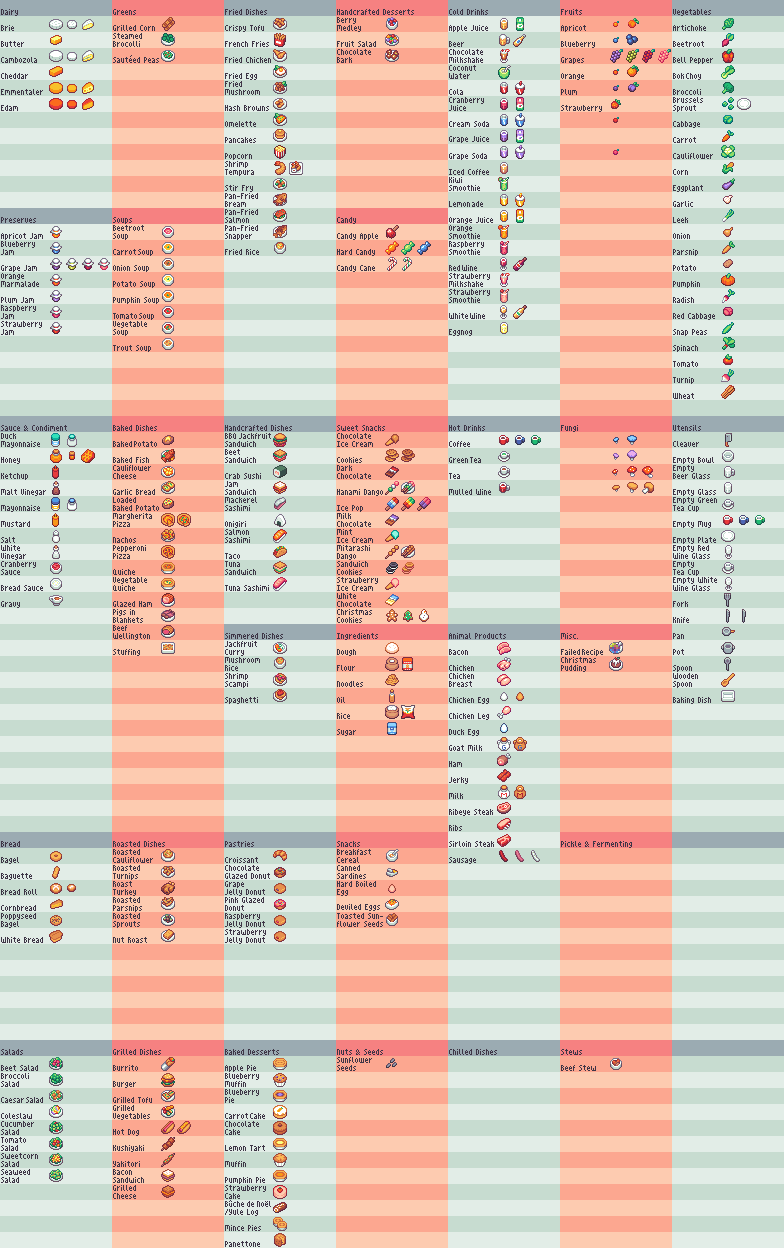 Dairy
Brie
Butter
Cambozola
Cheddar
Emmentaler
Edam
Greens
Grilled Corn
Steamed
Brocolli
Sautéed Peas
Fried Dishes
Crispy Tofu
French Fries
Fried Chicken
Fried Egg
Fried
Mushroom
Hash Browns
Omelette
Pancakes
Popcorn
Shrimp
Tempura
Stir Fry
Pan-Fried
Bream
Pan-Fried
Salmon
Pan-Fried
Snapper
Fried Rice
Handcrafted Desserts
Berry
Medley
Fruit Salad
Chocolate
Bark
Cold Drinks
Apple Juice
Beer
Chocolate
Milkshake
Coconut
Water
Cola
Cranberry
Juice
Cream Soda
Grape Juice
Grape Soda
Iced Coffee
Kiwi
Smoothie
Lemonade
Orange Juice
Orange
Smoothie
Raspberry
Smoothie
Red Wine
Strawberry
Milkshake
Strawberry
Smoothie
White Wine
Eggnog
Fruits
Apricot
Blueberry
Grapes
Orange
Plum
Strawberry
Vegetables
Artichoke
Beetroot
Bell Pepper
Bok Choy
Broccoli
Brussels
Sprout
Cabbage
Carrot
Cauliflower
Corn
Eggplant
Garlic
Leek
Onion
Parsnip
Potato
Pumpkin
Radish
Red Cabbage
Snap Peas
Spinach
Tomato
Turnip
Wheat
Preserves
Apricot Jam
Blueberry
Jam
Grape Jam
Orange
Marmalade
Plum Jam
Raspberry
Jam
Strawberry
Jam
Soups
Beetroot
Soup
Carrot Soup
Onion Soup
Potato Soup
Pumpkin Soup
Tomato Soup
Vegetable
Soup
Trout Soup
Candy
Candy Apple
Hard Candy
Candy Cane
Sauce & Condiment
Duck
Mayonnaise
Honey
Ketchup
Malt Vinegar
Mayonnaise
Mustard
Salt
White
Vinegar
Cranberry
Sauce
Bread Sauce
Gravy
Baked Dishes
Baked Potato
Baked Fish
Cauliflower
Cheese
Garlic Bread
Loaded
Baked Potato
Margherita
Pizza
Nachos
Pepperoni
Pizza
Quiche
Vegetable
Quiche
Glazed Ham
Pigs in
Blankets
Beef
Wellington
Stuffing
Handcrafted Dishes
BBQ Jackfruit
Sandwich
Beet
Sandwich
Crab Sushi
Jam
Sandwich
Mackerel
Sashimi
Onigiri
Salmon
Sashimi
Taco
Tuna
Sandwich
Tuna Sashimi
Sweet Snacks
Chocolate
Ice Cream
Cookies
Dark
Chocolate
Hanami Dango
Ice Pop
Milk
Chocolate
Mint
Ice Cream
Mitarashi
Dango
Sandwich
Cookies
Strawberry
Ice Cream
White
Chocolate
Christmas
Cookies
Hot Drinks
Coffee
Green Tea
Tea
Mulled Wine
Fungi
Utensils
Cleaver
Empty Bowl
Empty
Beer Glass
Empty Glass
Empty Green
Tea Cup
Empty Mug
Empty Plate
Empty Red
Wine Glass
Empty
Tea Cup
Empty White
Wine Glass
Fork
Knife
Pan
Pot
Spoon
Wooden
Spoon
Baking Dish
Simmered Dishes
Jackfruit
Curry
Mushroom
Rice
Shrimp
Scampi
Spaghetti
Ingredients
Dough
Flour
Noodles
Oil
Rice
Sugar
Animal Products
Bacon
Chicken
Chicken
Breast
Chicken Egg
Chicken Leg
Duck Egg
Goat Milk
Ham
Jerky
Milk
Ribeye Steak
Ribs
Sirloin Steak
Sausage
Misc.
Failed Recipe
Christmas
Pudding
Bread
Bagel
Baguette
Bread Roll
Cornbread
Poppyseed
Bagel
White Bread
Roasted Dishes
Roasted
Cauliflower
Roasted
Turnips
Roast
Turkey
Roasted
Parsnips
Roasted
Sprouts
Nut Roast
Pastries
Croissant
Chocolate
Glazed Donut
Grape
Jelly Donut
Pink Glazed
Donut
Raspberry
Jelly Donut
Strawberry
Jelly Donut
Snacks
Breakfast
Cereal
Canned
Sardines
Hard Boiled
Egg
Deviled Eggs
Toasted Sun-
flower Seeds
Pickle & Fermenting
Salads
Beet Salad
Broccoli
Salad
Caesar Salad
Coleslaw
Cucumber
Salad
Tomato
Salad
Sweetcorn
Salad
Seaweed
Salad
Grilled Dishes
Burrito
Burger
Grilled Tofu
Grilled
Vegetables
Hot Dog
Kushiyaki
Yakitori
Bacon
Sandwich
Grilled
Cheese
Baked Desserts
Apple Pie
Blueberry
Muffin
Blueberry
Pie
Carrot Cake
Chocolate
Cake
Lemon Tart
Muffin
Pumpkin Pie
Strawberry
Cake
Bûche de Noël
/Yule Log
Mince Pies
Panettone
Nuts & Seeds
Sunflower
Seeds
Chilled Dishes
Stews
Beef Stew